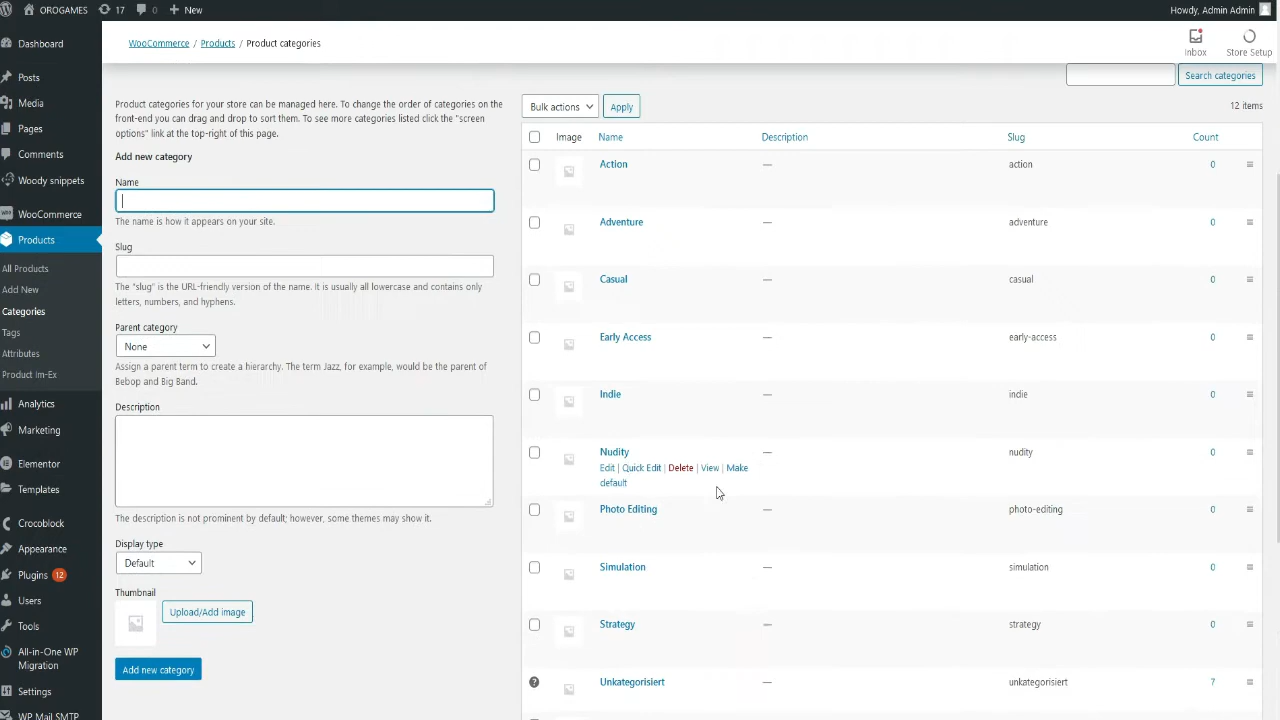 OROGAMES 17 0 New Howdy, Admin Admin
Dashboard
Posts
Media
Pages
Comments
Woody snippets
WooCommerce
Products
All Products
Add New
Categories
Tags
Attributes
Product Im-Ex
Analytics
Marketing
Elementor
Templates
Crocoblock
Appearance
Plugins 12
Users
Tools
All-in-One WP
Migration
Settings
WP Mail SMTP
WooCommerce / Products / Product categories
Inbox
Store Setup
Search categories
Product categories for your store can be managed here. To change the order of categories on the
front-end you can drag and drop to sort them. To see more categories listed click the "screen
options" link at the top-right of this page.
Add new category
Name
The name is how it appears on your site.
Slug
The "slug" is the URL-friendly version of the name. It is usually all lowercase and contains only
letters, numbers, and hyphens.
Parent category
None
Assign a parent term to create a hierarchy. The term Jazz, for example, would be the parent of
Bebop and Big Band.
Description
The description is not prominent by default; however, some themes may show it.
Display type
Default
Thumbnail
Upload/Add image
Add new category
Bulk actions Apply 12 items
Image Name Description Slug Count
Action — action 0
Adventure — adventure 0
Casual — casual 0
Early Access — early-access 0
Indie — indie 0
Nudity — nudity 0
Edit | Quick Edit | Delete | View | Make
default
Photo Editing — photo-editing 0
Simulation — simulation 0
Strategy — strategy 0
Unkategorisiert — unkategorisiert 7